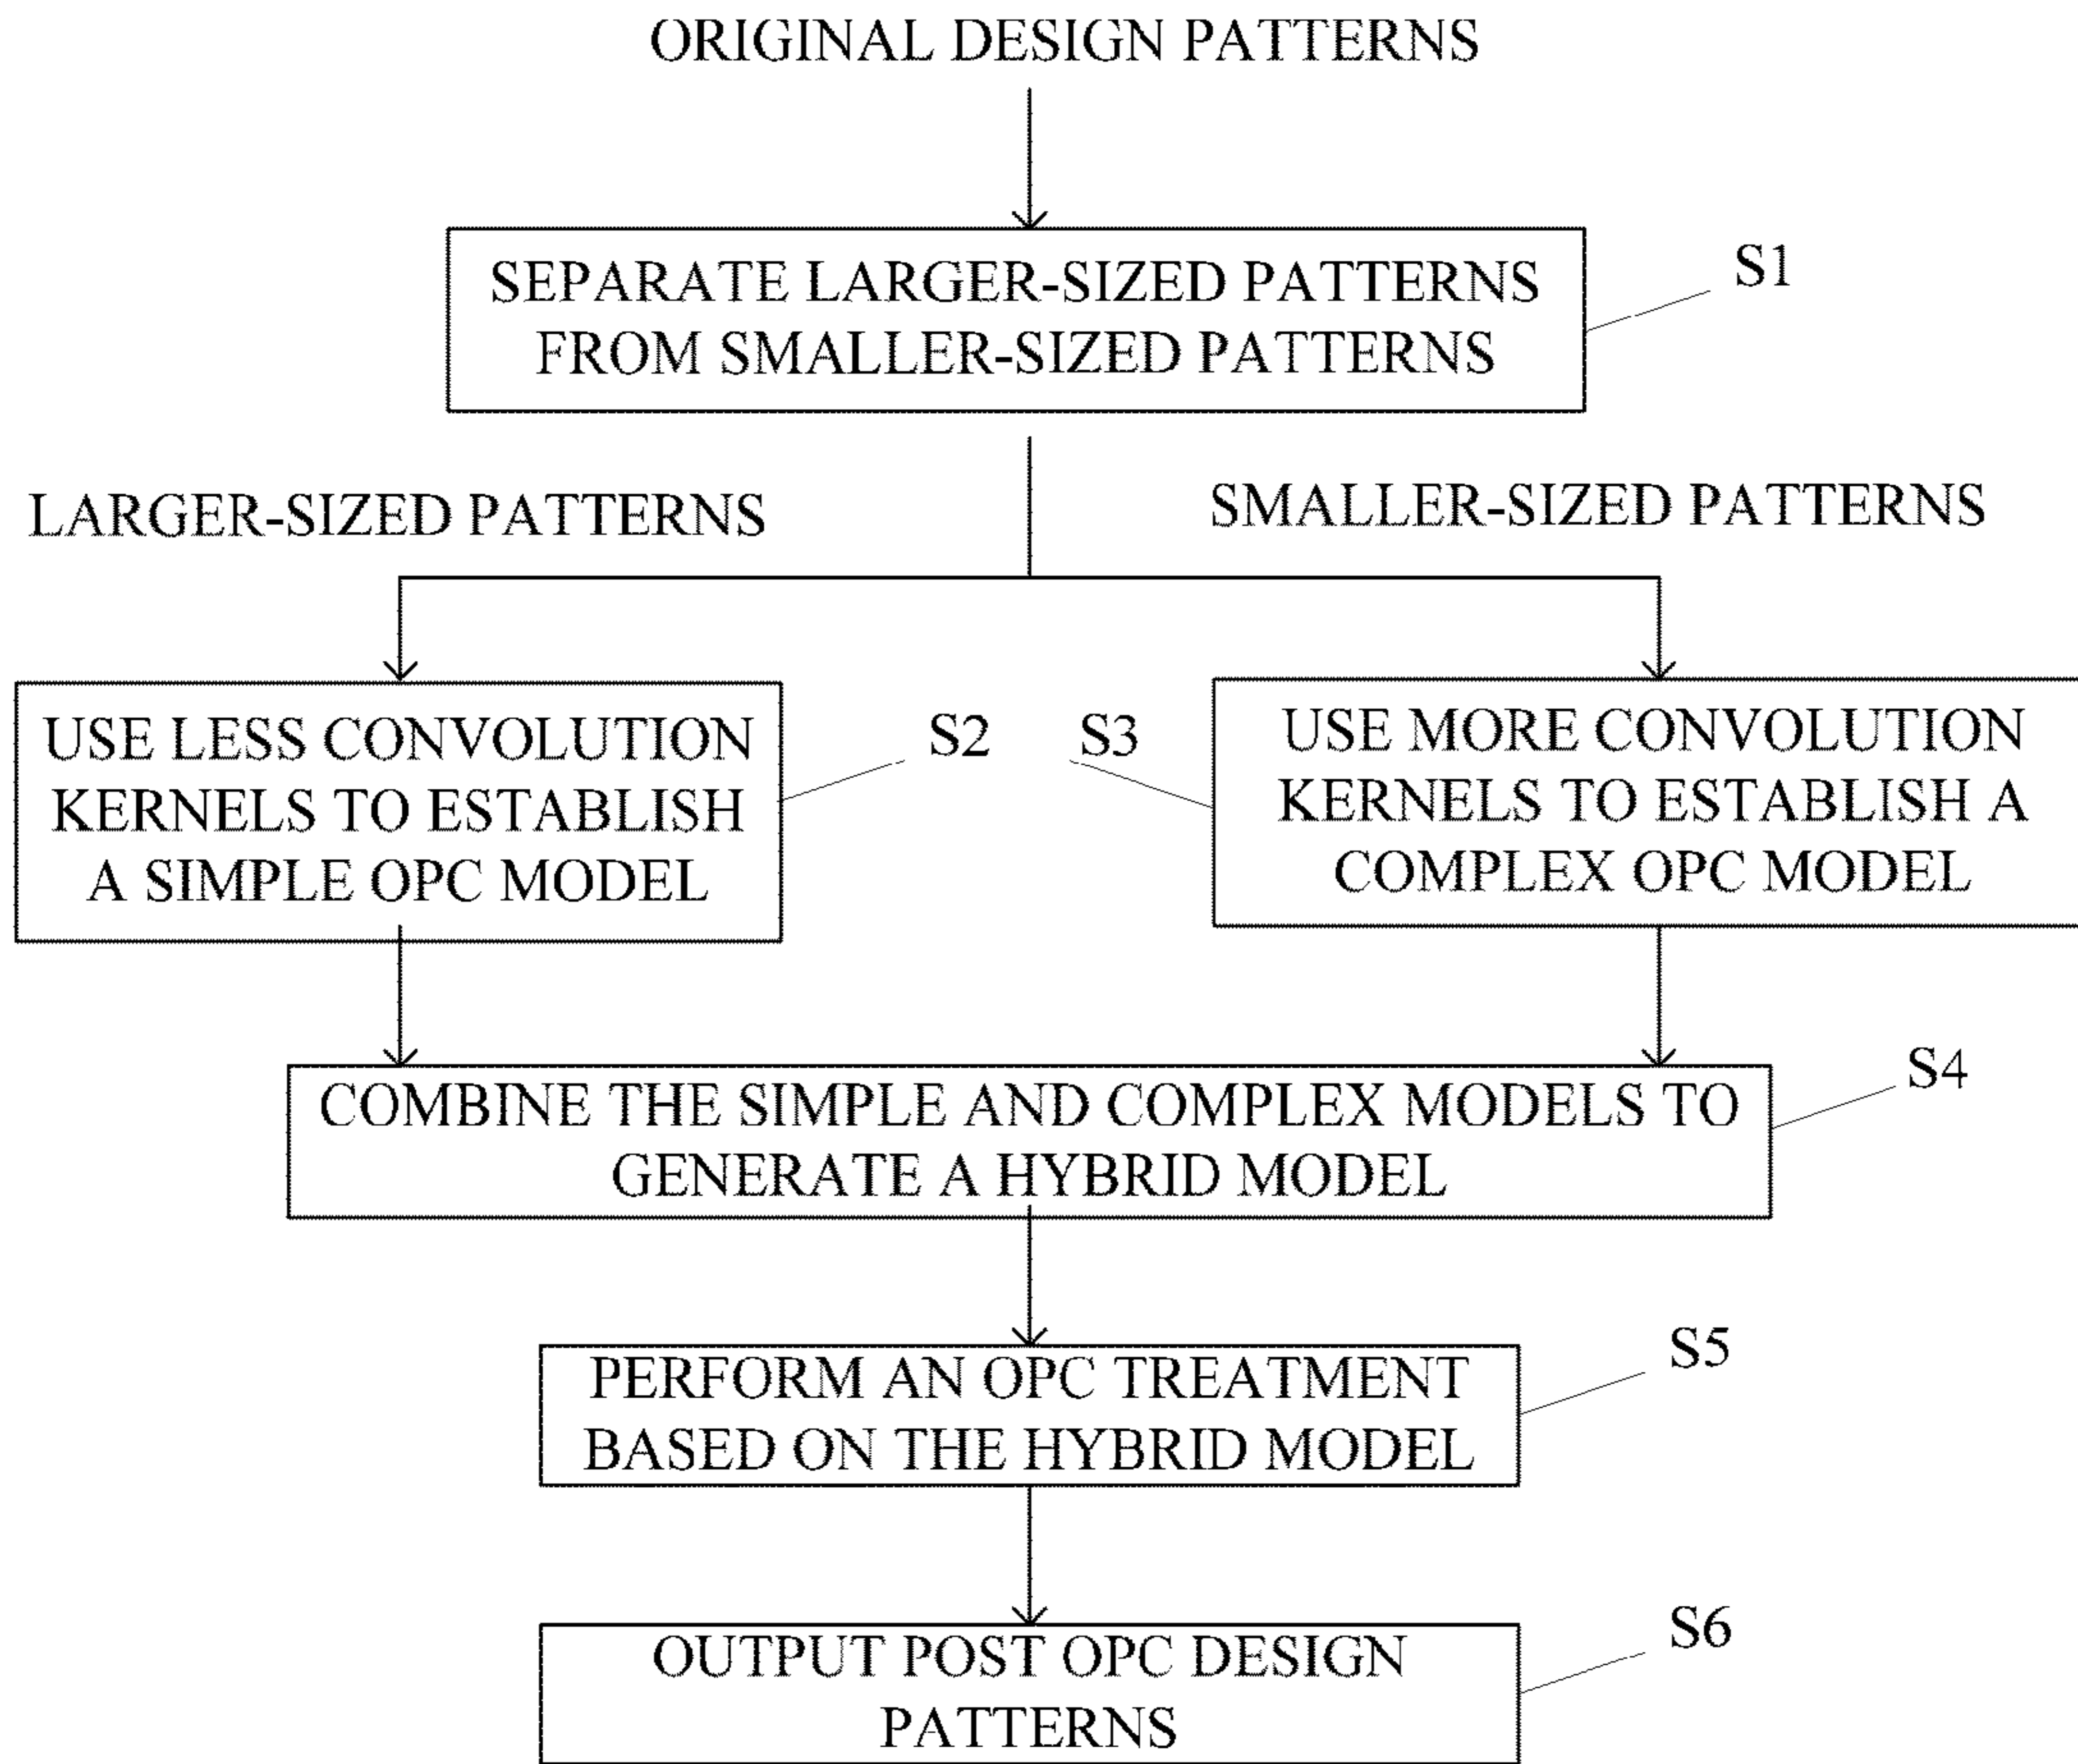 ORIGINAL DESIGN PATTERNS
SEPARATE LARGER-SIZED PATTERNS
FROM SMALLER-SIZED PATTERNS
S1
LARGER-SIZED PATTERNS
SMALLER-SIZED PATTERNS
USE LESS CONVOLUTION
KERNELS TO ESTABLISH
A SIMPLE OPC MODEL
S2
S3
USE MORE CONVOLUTION
KERNELS TO ESTABLISH A
COMPLEX OPC MODEL
COMBINE THE SIMPLE AND COMPLEX MODELS TO
GENERATE A HYBRID MODEL
S4
PERFORM AN OPC TREATMENT
BASED ON THE HYBRID MODEL
S5
OUTPUT POST OPC DESIGN
PATTERNS
S6